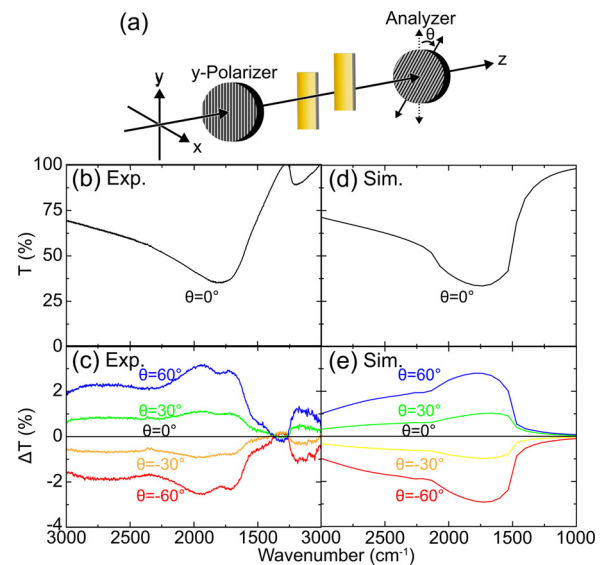 (a)
Analyzer
θ
y-Polarizer
y
x
z
(b) Exp.
(d) Sim.
T (%)
100
75
50
25
0
θ=0°
θ=0°
(c) Exp.
(e) Sim.
ΔT (%)
2
0
-2
-4
θ=60°
θ=30°
θ=0°
θ=-30°
θ=-60°
θ=60°
θ=30°
θ=0°
θ=-30°
θ=-60°
3000 2500 2000 1500 3000 2500 2000 1500 1000
Wavenumber (cm⁻¹)